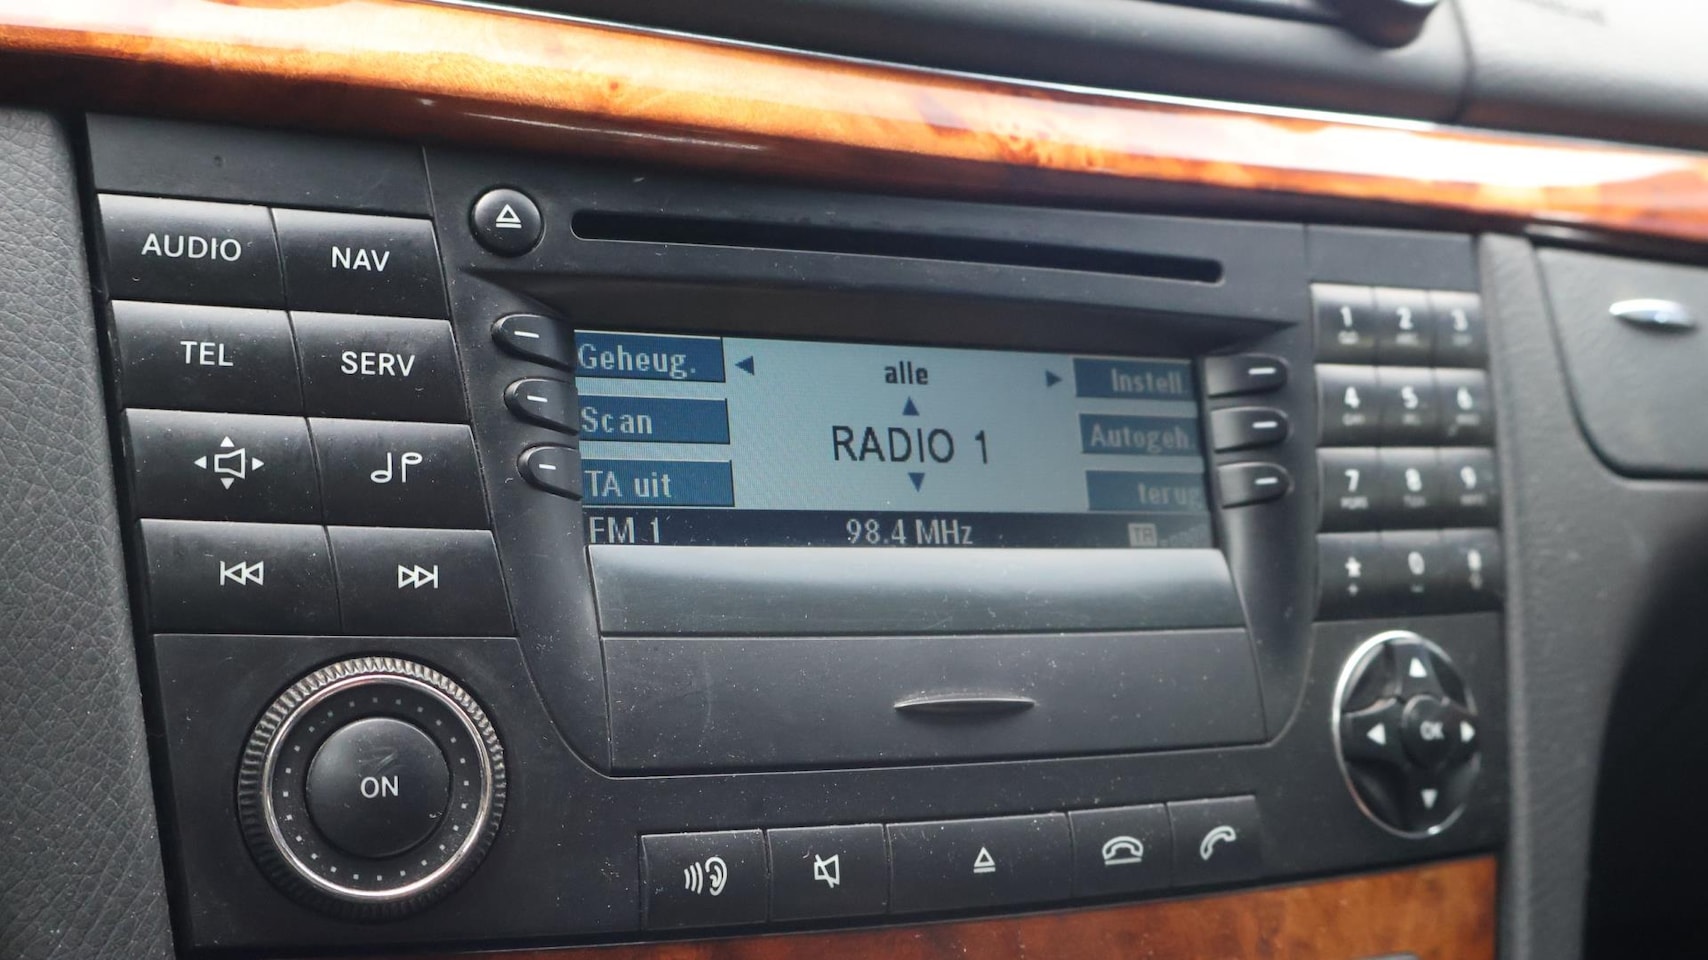 AUDIO
NAV
TEL
SERV
ON
Geheug.
alle
Instell.
Scan
RADIO 1
Autogeh.
TA uit
terug
FM 1
98.4 MHz
TA
1
2
3
4
5
6
7
8
9
*
0
OK